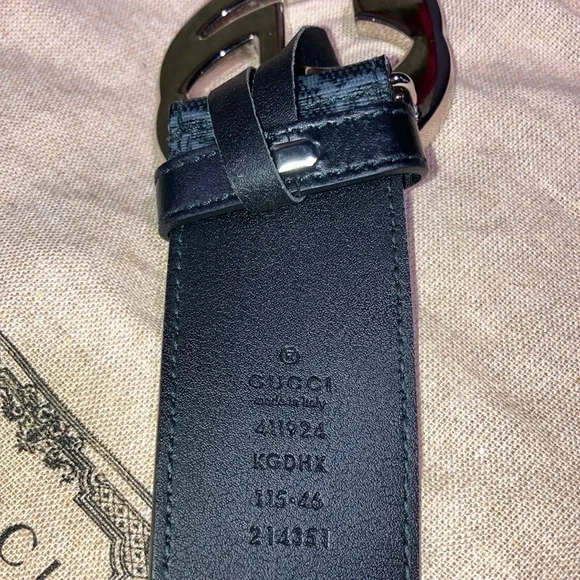 ®
GUCCI
made in italy
411924
KGDHX
115·46
214351